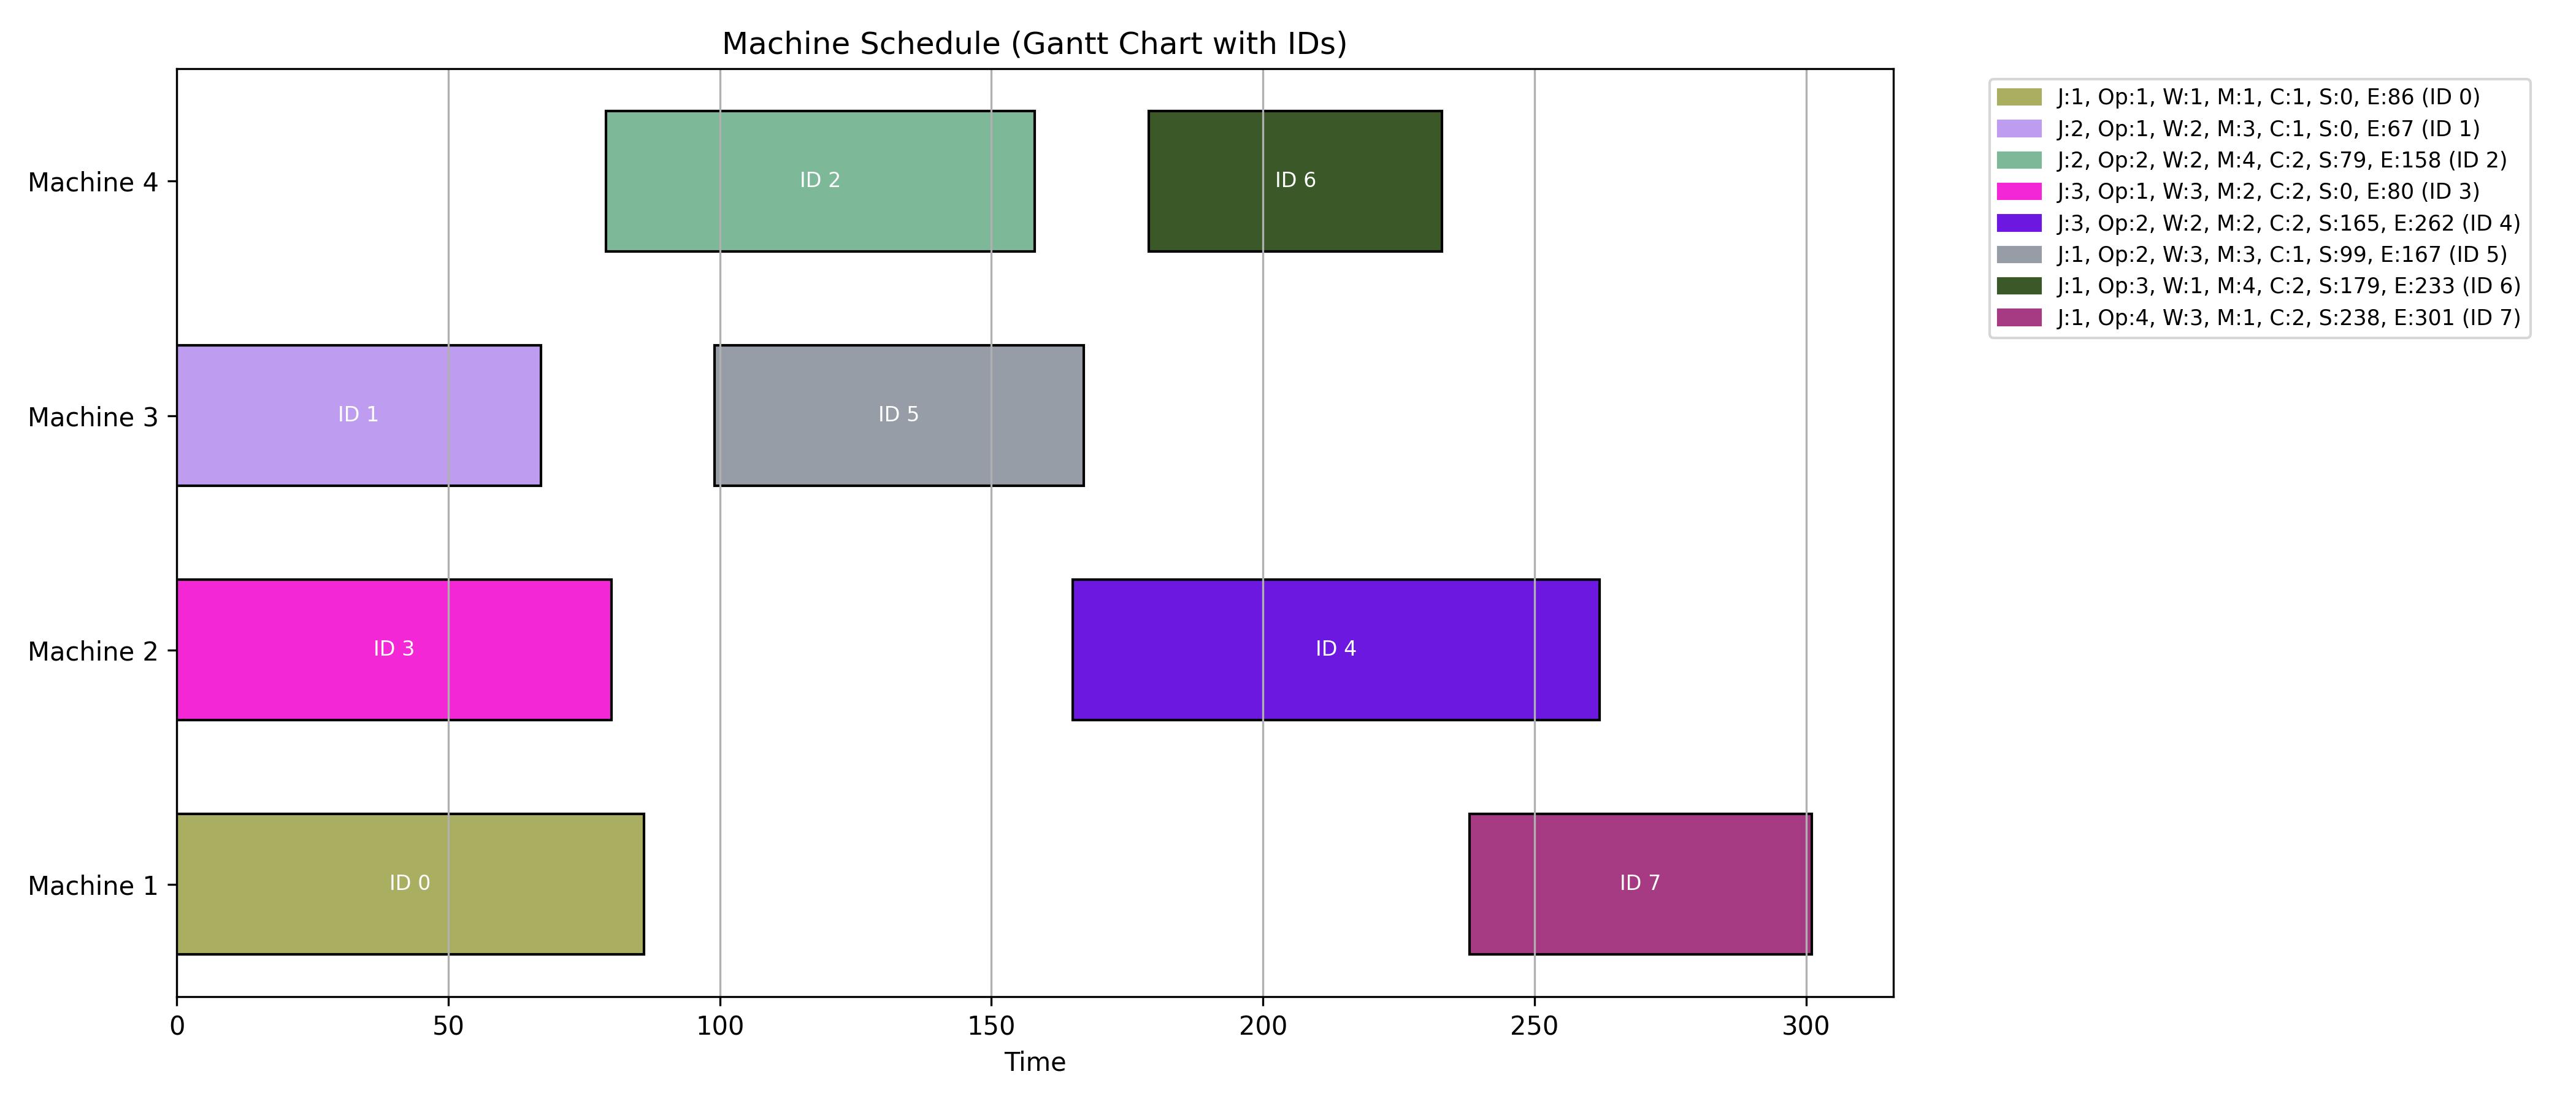 Machine Schedule (Gantt Chart with IDs)
Machine 4
Machine 3
Machine 2
Machine 1
ID 2
ID 6
ID 1
ID 5
ID 3
ID 4
ID 0
ID 7
0 50 100 150 200 250 300
Time
J:1, Op:1, W:1, M:1, C:1, S:0, E:86 (ID 0)
J:2, Op:1, W:2, M:3, C:1, S:0, E:67 (ID 1)
J:2, Op:2, W:2, M:4, C:2, S:79, E:158 (ID 2)
J:3, Op:1, W:3, M:2, C:2, S:0, E:80 (ID 3)
J:3, Op:2, W:2, M:2, C:2, S:165, E:262 (ID 4)
J:1, Op:2, W:3, M:3, C:1, S:99, E:167 (ID 5)
J:1, Op:3, W:1, M:4, C:2, S:179, E:233 (ID 6)
J:1, Op:4, W:3, M:1, C:2, S:238, E:301 (ID 7)